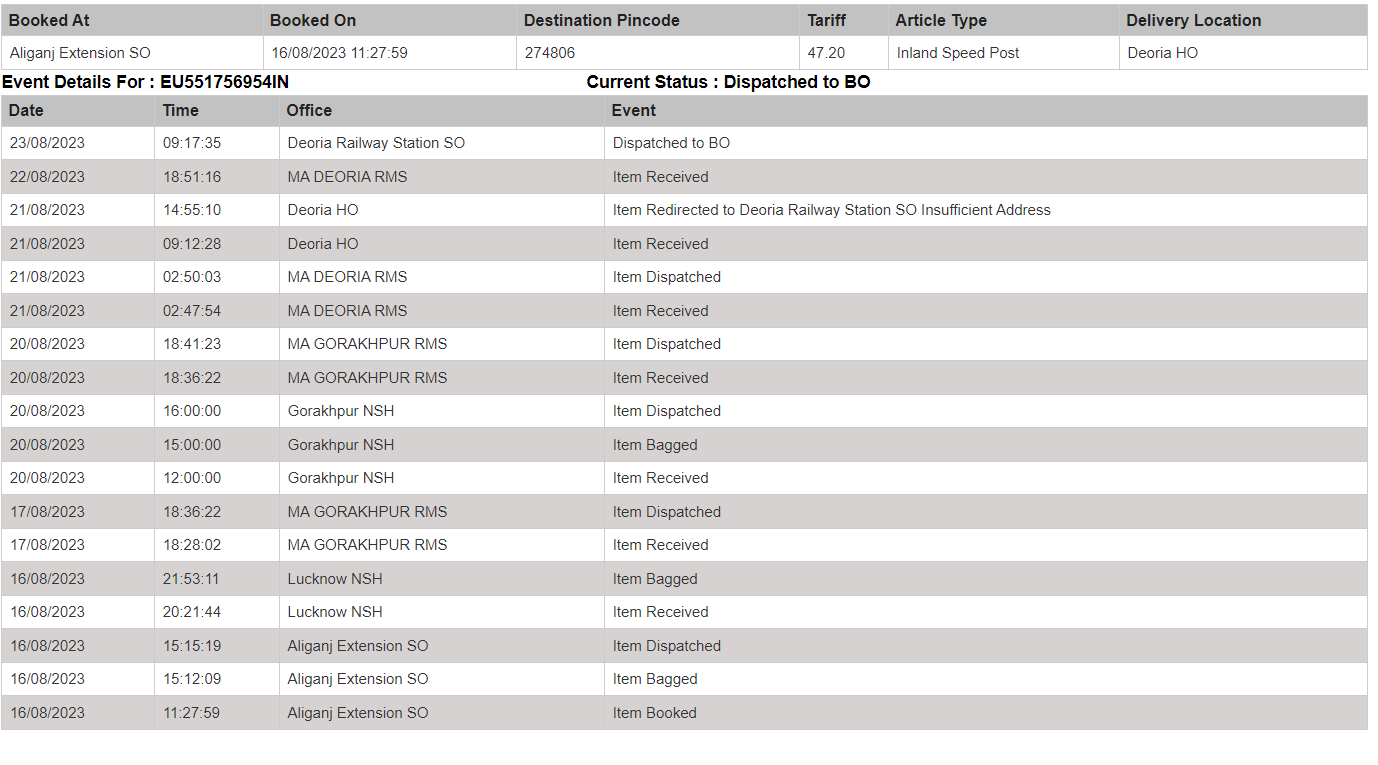 Booked At Booked On Destination Pincode Tariff Article Type Delivery Location
Aliganj Extension SO 16/08/2023 11:27:59 274806 47.20 Inland Speed Post Deoria HO
Event Details For : EU551756954IN Current Status : Dispatched to BO
Date Time Office Event
23/08/2023 09:17:35 Deoria Railway Station SO Dispatched to BO
22/08/2023 18:51:16 MA DEORIA RMS Item Received
21/08/2023 14:55:10 Deoria HO Item Redirected to Deoria Railway Station SO Insufficient Address
21/08/2023 09:12:28 Deoria HO Item Received
21/08/2023 02:50:03 MA DEORIA RMS Item Dispatched
21/08/2023 02:47:54 MA DEORIA RMS Item Received
20/08/2023 18:41:23 MA GORAKHPUR RMS Item Dispatched
20/08/2023 18:36:22 MA GORAKHPUR RMS Item Received
20/08/2023 16:00:00 Gorakhpur NSH Item Dispatched
20/08/2023 15:00:00 Gorakhpur NSH Item Bagged
20/08/2023 12:00:00 Gorakhpur NSH Item Received
17/08/2023 18:36:22 MA GORAKHPUR RMS Item Dispatched
17/08/2023 18:28:02 MA GORAKHPUR RMS Item Received
16/08/2023 21:53:11 Lucknow NSH Item Bagged
16/08/2023 20:21:44 Lucknow NSH Item Received
16/08/2023 15:15:19 Aliganj Extension SO Item Dispatched
16/08/2023 15:12:09 Aliganj Extension SO Item Bagged
16/08/2023 11:27:59 Aliganj Extension SO Item Booked